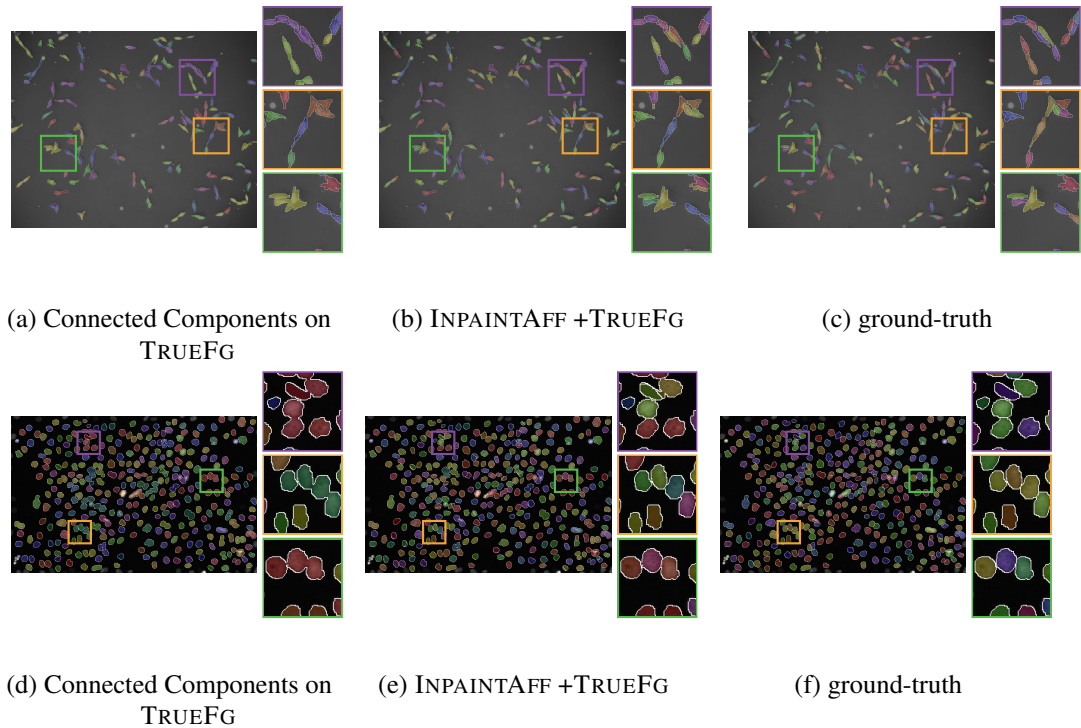 (a) Connected Components on
TRUEFG
(b) INPAINTAFF +TRUEFG
(c) ground-truth
(d) Connected Components on
TRUEFG
(e) INPAINTAFF +TRUEFG
(f) ground-truth